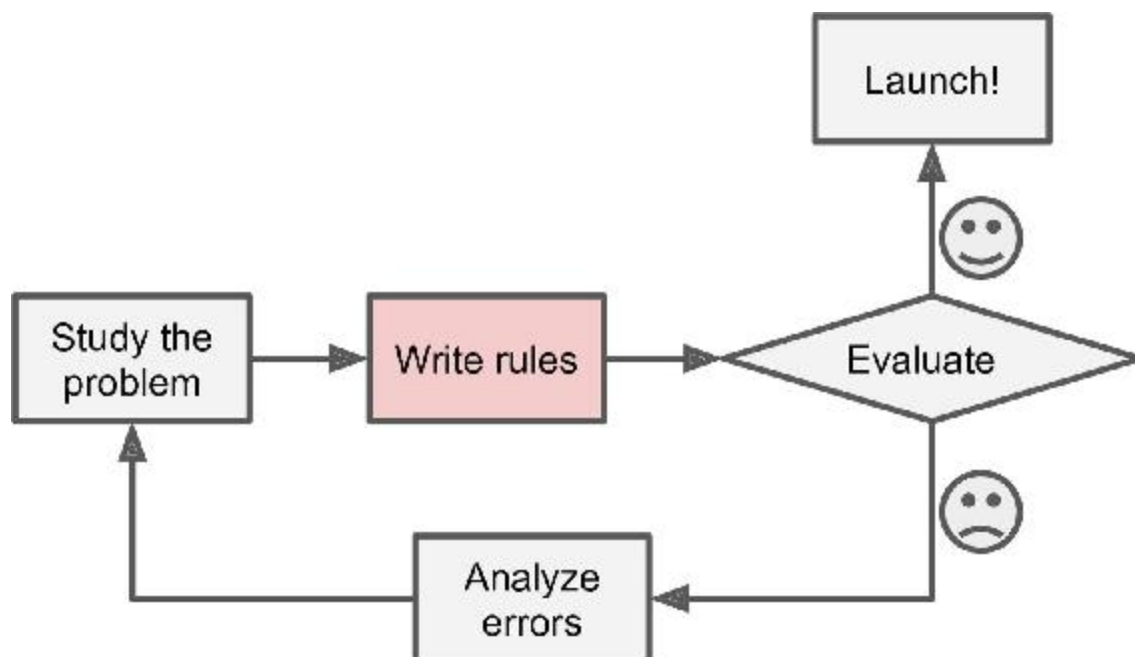 Launch!
Study the
problem
Write rules
Evaluate
Analyze
errors